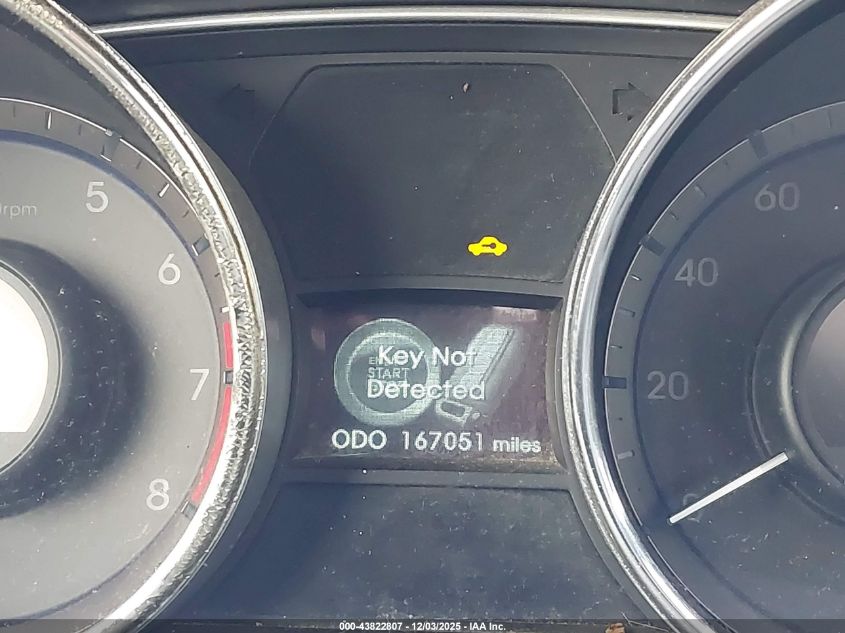 5
6
7
8
rpm
60
40
20
0
Key Not
START
Detected
ODO 167051 miles
000-43822807 - 12/03/2025 - IAA Inc.